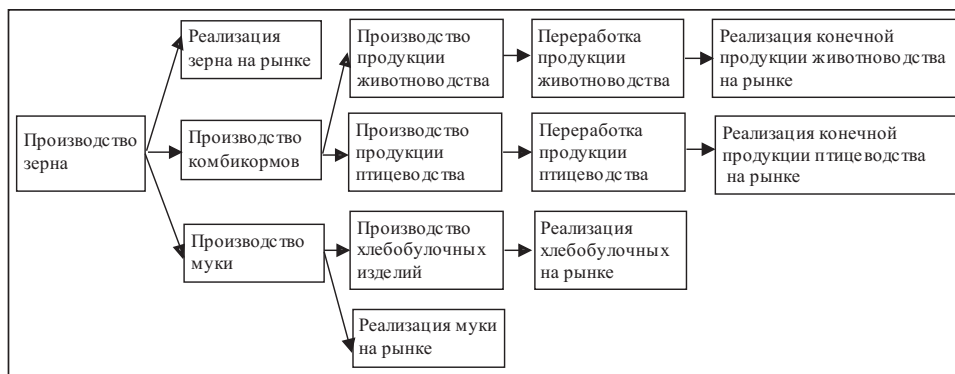 Производство
зерна
Реализация
зерна на рынке
Производство
комбикормов
Производство
муки
Производство
продукции
животноводства
Переработка
продукции
животноводства
Реализация конечной
продукции животноводства
на рынке
Производство
продукции
птицеводства
Переработка
продукции
птицеводства
Реализация конечной
продукции птицеводства
на рынке
Производство
хлебобулочных
изделий
Реализация
хлебобулочных
на рынке
Реализация муки
на рынке